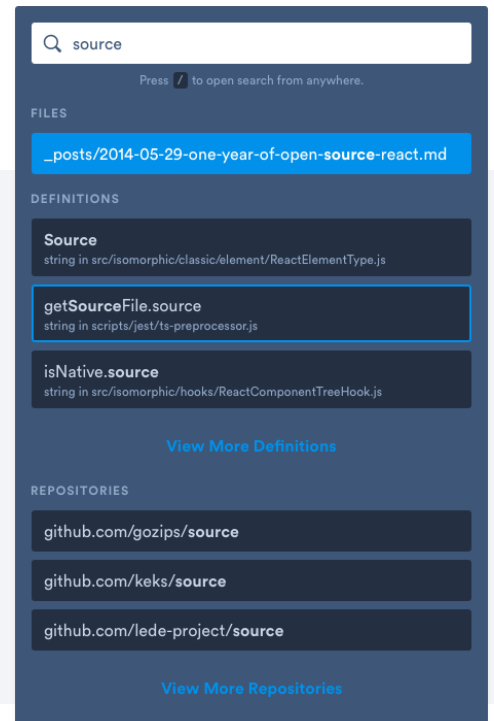 source
Press / to open search from anywhere.
FILES
_posts/2014-05-29-one-year-of-open-source-react.md
DEFINITIONS
Source
string in src/isomorphic/classic/element/ReactElementType.js
getSourceFile.source
string in scripts/jest/ts-preprocessor.js
isNative.source
string in src/isomorphic/hooks/ReactComponentTreeHook.js
View More Definitions
REPOSITORIES
github.com/gozips/source
github.com/keks/source
github.com/lede-project/source
View More Repositories